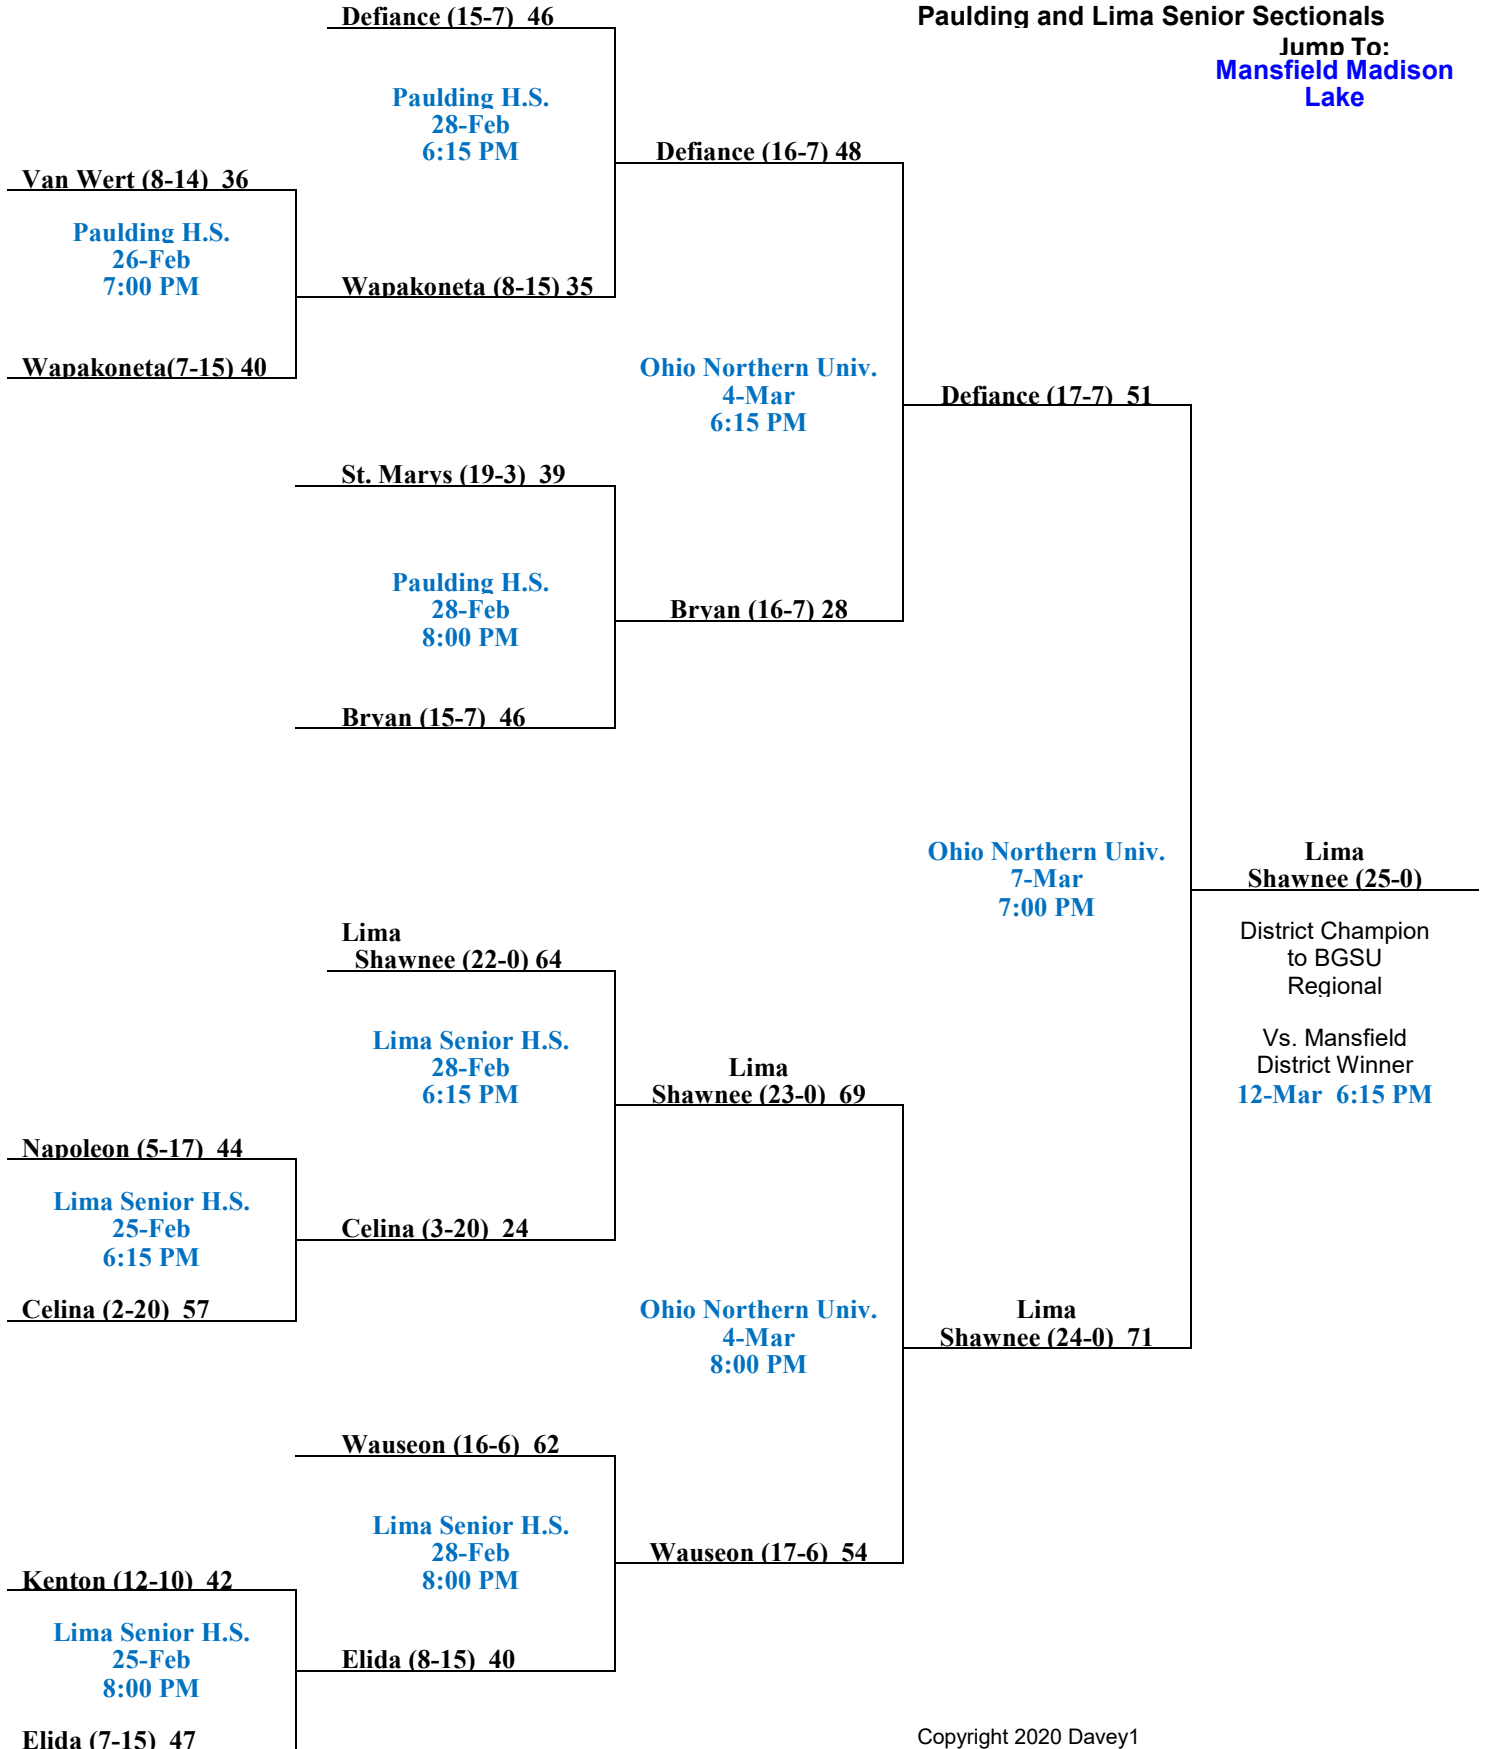 Defiance (15-7)  46
Paulding and Lima Senior Sectionals
Jump To:
Mansfield Madison
Lake
Paulding H.S.
28-Feb
6:15 PM
Defiance (16-7) 48
Van Wert (8-14)  36
Paulding H.S.
26-Feb
7:00 PM
Wapakoneta (8-15) 35
Wapakoneta(7-15) 40
Ohio Northern Univ.
4-Mar
6:15 PM
Defiance (17-7)  51
St. Marys (19-3)  39
Paulding H.S.
28-Feb
8:00 PM
Bryan (16-7) 28
Bryan (15-7)  46
Ohio Northern Univ.
7-Mar
7:00 PM
Lima
Shawnee (25-0)
District Champion
to BGSU
Regional
Vs. Mansfield
District Winner
12-Mar  6:15 PM
Lima
Shawnee (22-0) 64
Lima Senior H.S.
28-Feb
6:15 PM
Lima
Shawnee (23-0)  69
Napoleon (5-17)  44
Lima Senior H.S.
25-Feb
6:15 PM
Celina (3-20)  24
Celina (2-20)  57
Ohio Northern Univ.
4-Mar
8:00 PM
Lima
Shawnee (24-0)  71
Wauseon (16-6)  62
Lima Senior H.S.
28-Feb
8:00 PM
Wauseon (17-6)  54
Kenton (12-10)  42
Lima Senior H.S.
25-Feb
8:00 PM
Elida (8-15)  40
Elida (7-15)  47
Copyright 2020 Davey1